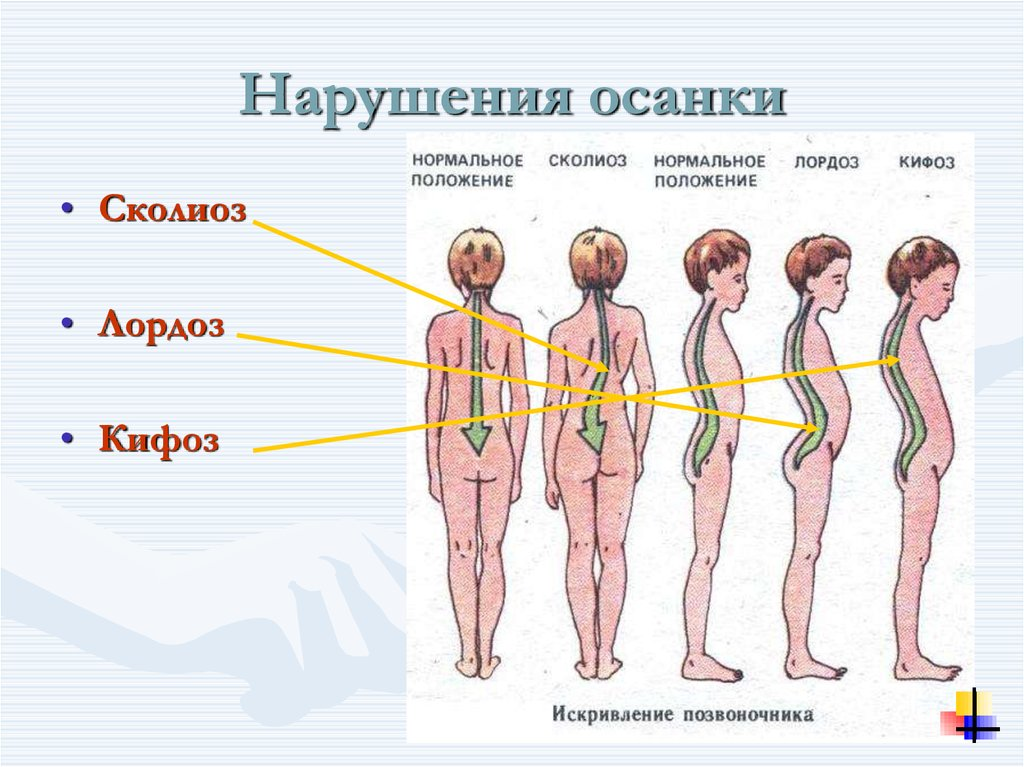 Нарушения осанки
• Сколиоз
• Лордоз
• Кифоз
НОРМАЛЬНОЕ ПОЛОЖЕНИЕ
СКОЛИОЗ
НОРМАЛЬНОЕ ПОЛОЖЕНИЕ
ЛОРДОЗ
КИФОЗ
Искривление позвоночника